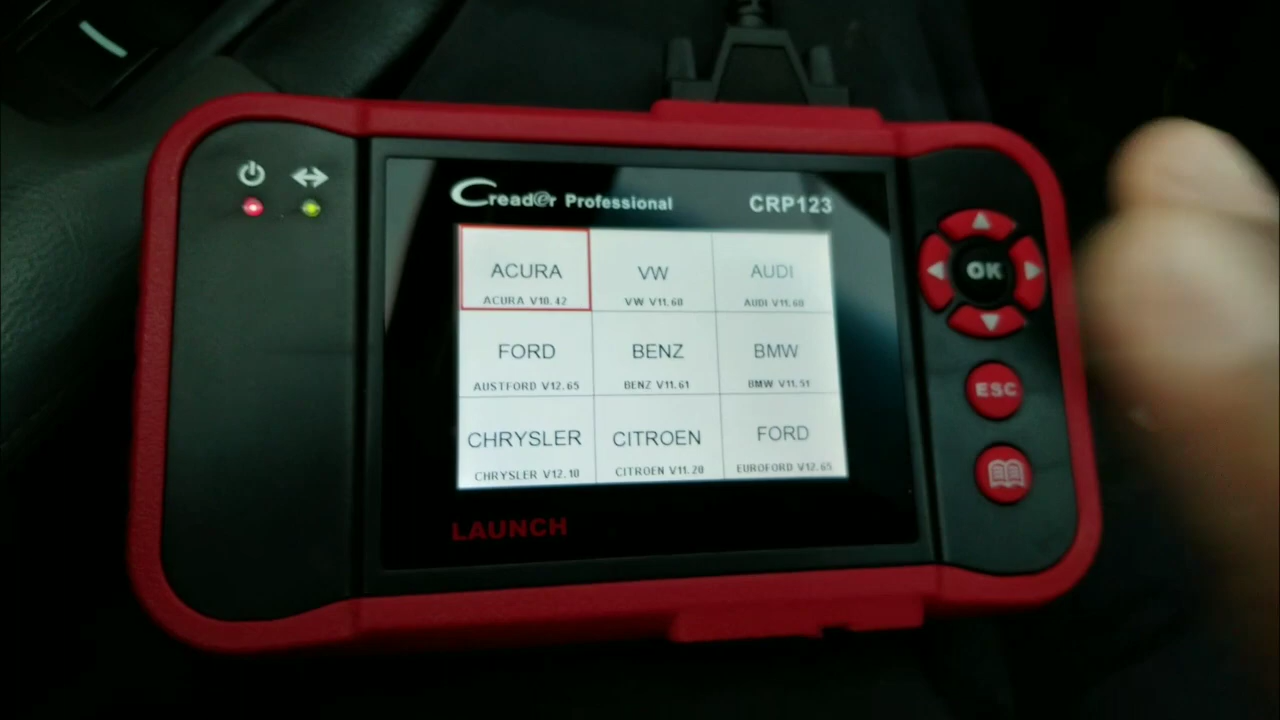 Creader Professional CRP123
ACURA VW AUDI
ACURA V10.42 VW V11.60 AUDI V11.60
FORD BENZ BMW
AUSTFORD V12.65 BENZ V11.61 BMW V11.51
CHRYSLER CITROEN FORD
CHRYSLER V12.10 CITROEN V11.20 EUROFORD V12.65
LAUNCH
OK
ESC